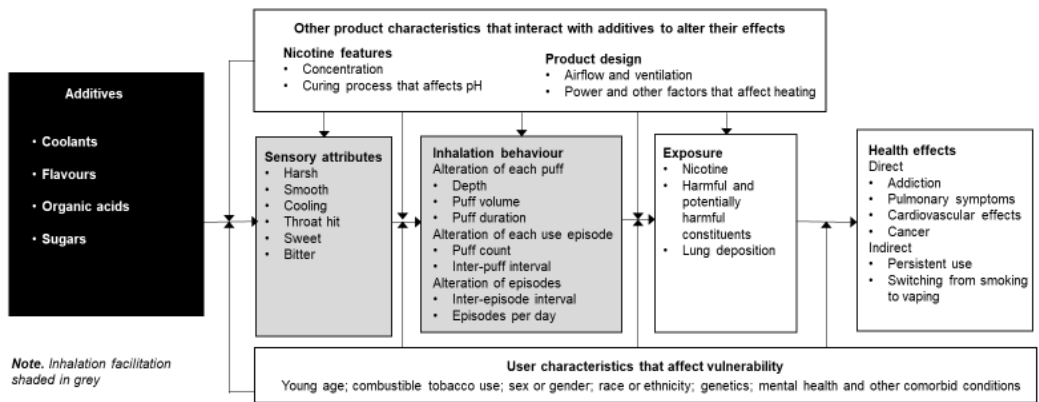 Other product characteristics that interact with additives to alter their effects
Nicotine features
• Concentration
• Curing process that affects pH
Product design
• Airflow and ventilation
• Power and other factors that affect heating
Additives
• Coolants
• Flavours
• Organic acids
• Sugars
Sensory attributes
• Harsh
• Smooth
• Cooling
• Throat hit
• Sweet
• Bitter
Inhalation behaviour
Alteration of each puff
• Depth
• Puff volume
• Puff duration
Alteration of each use episode
• Puff count
• Inter-puff interval
Alteration of episodes
• Inter-episode interval
• Episodes per day
Exposure
• Nicotine
• Harmful and
potentially
harmful
constituents
• Lung deposition
Health effects
Direct
• Addiction
• Pulmonary symptoms
• Cardiovascular effects
• Cancer
Indirect
• Persistent use
• Switching from smoking
to vaping
Note. Inhalation facilitation
shaded in grey
User characteristics that affect vulnerability
Young age; combustible tobacco use; sex or gender; race or ethnicity; genetics; mental health and other comorbid conditions